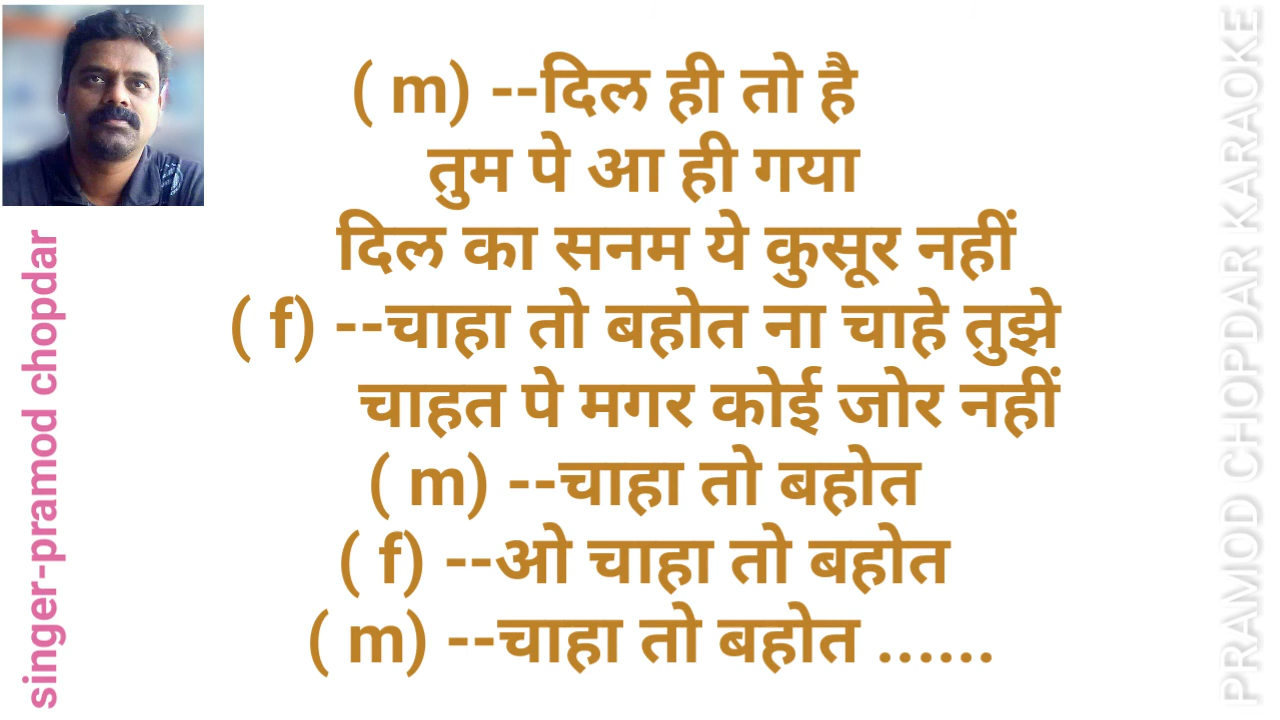 ( m) --दिल ही तो है
तुम पे आ ही गया
दिल का सनम ये कुसूर नहीं
( f) --चाहा तो बहोत ना चाहे तुझे
चाहत पे मगर कोई जोर नहीं
( m) --चाहा तो बहोत
( f) --ओ चाहा तो बहोत
( m) --चाहा तो बहोत ......
singer-pramod chopdar
PRAMOD CHOPDAR KARAOKE